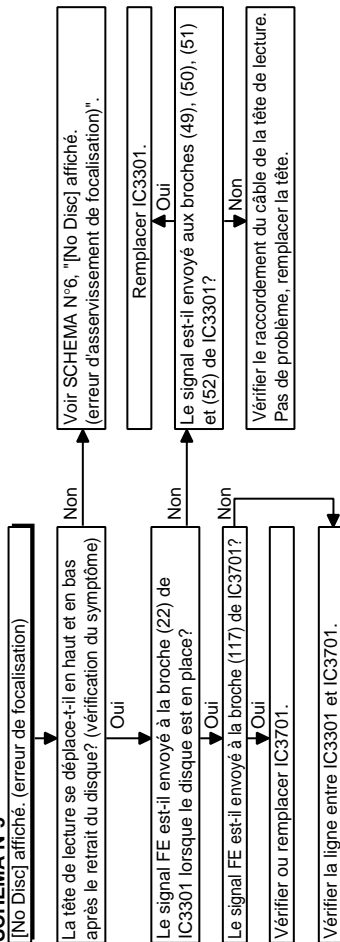 [No Disc] affiché. (erreur de focalisation)
La tête de lecture se déplace-t-il en haut et en bas
après le retrait du disque? (vérification du symptôme)
Non
Voir SCHEMA N°6, "[No Disc] affiché.
(erreur d'asservissement de focalisation)".
Oui
Le signal FE est-il envoyé à la broche (22) de
IC3301 lorsque le disque est en place?
Non
Remplacer IC3301.
Oui
Le signal est-il envoyé aux broches (49), (50), (51)
et (52) de IC3301?
Non
Vérifier le raccordement du câble de la tête de lecture.
Pas de problème, remplacer la tête.
Oui
Le signal FE est-il envoyé à la broche (117) de IC3701?
Non
Oui
Vérifier ou remplacer IC3701.
Vérifier la ligne entre IC3301 et IC3701.